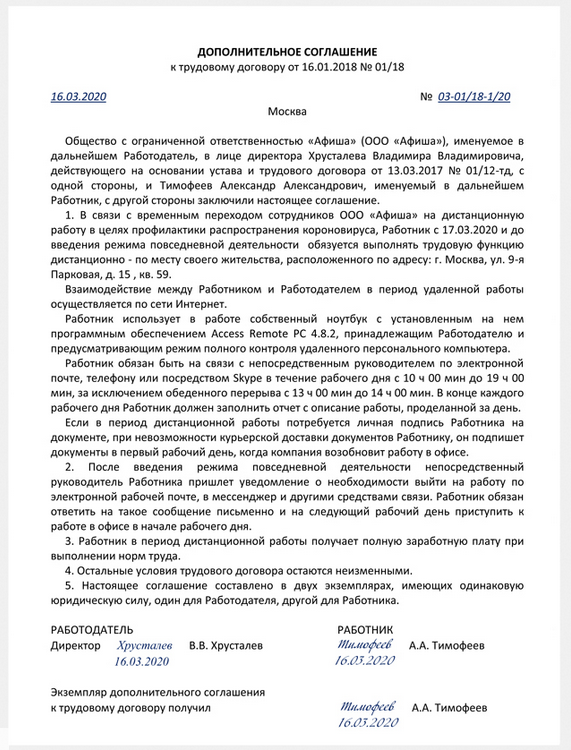 ДОПОЛНИТЕЛЬНОЕ СОГЛАШЕНИЕ
к трудовому договору от 16.01.2018 № 01/18
16.03.2020 № 03-01/18-1/20
Москва
Общество с ограниченной ответственностью «Афиша» (ООО «Афиша»), именуемое в
дальнейшем Работодатель, в лице директора Хрусталева Владимира Владимировича,
действующего на основании устава и трудового договора от 13.03.2017 № 01/12-тд, с
одной стороны, и Тимофеев Александр Александрович, именуемый в дальнейшем
Работник, с другой стороны заключили настоящее соглашение.
1. В связи с временным переходом сотрудников ООО «Афиша» на дистанционную
работу в целях профилактики распространения короновируса, Работник с 17.03.2020 и до
введения режима повседневной деятельности обязуется выполнять трудовую функцию
дистанционно - по месту своего жительства, расположенного по адресу: г. Москва, ул. 9-я
Парковая, д. 15 , кв. 59.
Взаимодействие между Работником и Работодателем в период удаленной работы
осуществляется по сети Интернет.
Работник использует в работе собственный ноутбук с установленным на нем
программным обеспечением Access Remote PC 4.8.2, принадлежащим Работодателю и
предусматривающим режим полного контроля удаленного персонального компьютера.
Работник обязан быть на связи с непосредственным руководителем по электронной
почте, телефону или посредством Skype в течение рабочего дня с 10 ч 00 мин до 19 ч 00
мин, за исключением обеденного перерыва с 13 ч 00 мин до 14 ч 00 мин. В конце каждого
рабочего дня Работник должен заполнить отчет с описание работы, проделанной за день.
Если в период дистанционной работы потребуется личная подпись Работника на
документе, при невозможности курьерской доставки документов Работнику, он подпишет
документы в первый рабочий день, когда компания возобновит работу в офисе.
2. После введения режима повседневной деятельности непосредственный
руководитель Работника пришлет уведомление о необходимости выйти на работу по
электронной рабочей почте, в мессенджер и другими средствами связи. Работник обязан
ответить на такое сообщение письменно и на следующий рабочий день приступить к
работе в офисе в начале рабочего дня.
3. Работник в период дистанционной работы получает полную заработную плату при
выполнении норм труда.
4. Остальные условия трудового договора остаются неизменными.
5. Настоящее соглашение составлено в двух экземплярах, имеющих одинаковую
юридическую силу, один для Работодателя, другой для Работника.
РАБОТОДАТЕЛЬ РАБОТНИК
Директор Хрусталев В.В. Хрусталев Тимофеев А.А. Тимофеев
16.03.2020 16.03.2020
Экземпляр дополнительного соглашения
к трудовому договору получил Тимофеев А.А. Тимофеев
16.03.2020